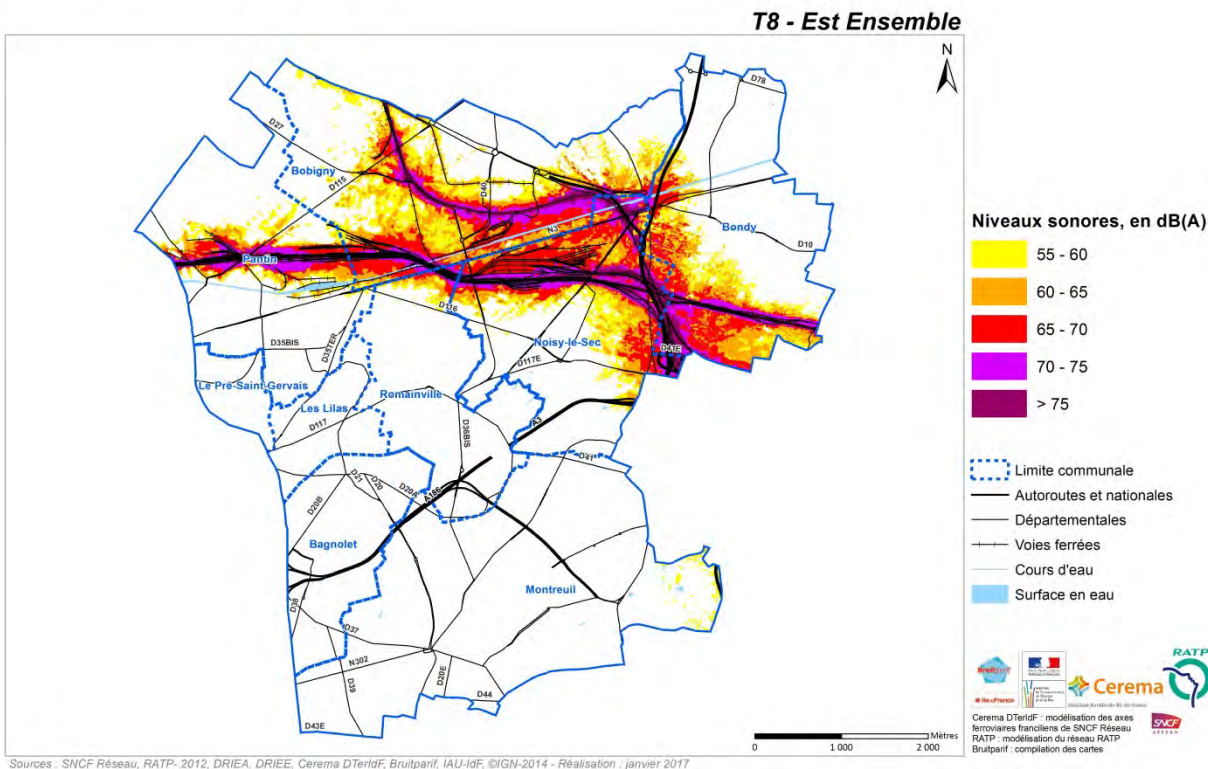 T8 - Est Ensemble
N
D78
D27
Bobigny
D115
D40
N3
Bondy
D10
Pantin
D116
D35BIS
D35TER
Noisy-le-Sec
D117E
D41E
Le Pré-Saint-Gervais
Les Lilas
Romainville
D117
D36BIS
A3
D41
D21
D20
D20A
A186
D20B
Bagnolet
Montreuil
D38
D37
N302
D39
D20E
D44
D43E
Niveaux sonores, en dB(A)
55 - 60
60 - 65
65 - 70
70 - 75
> 75
Limite communale
Autoroutes et nationales
Départementales
Voies ferrées
Cours d'eau
Surface en eau
Bruitparif
îledeFrance
Cerema
RATP
SNCF
RÉSEAU
Cerema DTerIdF : modélisation des axes
ferroviaires franciliens de SNCF Réseau
RATP : modélisation du réseau RATP
Bruitparif : compilation des cartes
Mètres
0 1 000 2 000
Sources : SNCF Réseau, RATP- 2012, DRIEA, DRIEE, Cerema DTerIdF, Bruitparif, IAU-IdF, ©IGN-2014 - Réalisation : janvier 2017